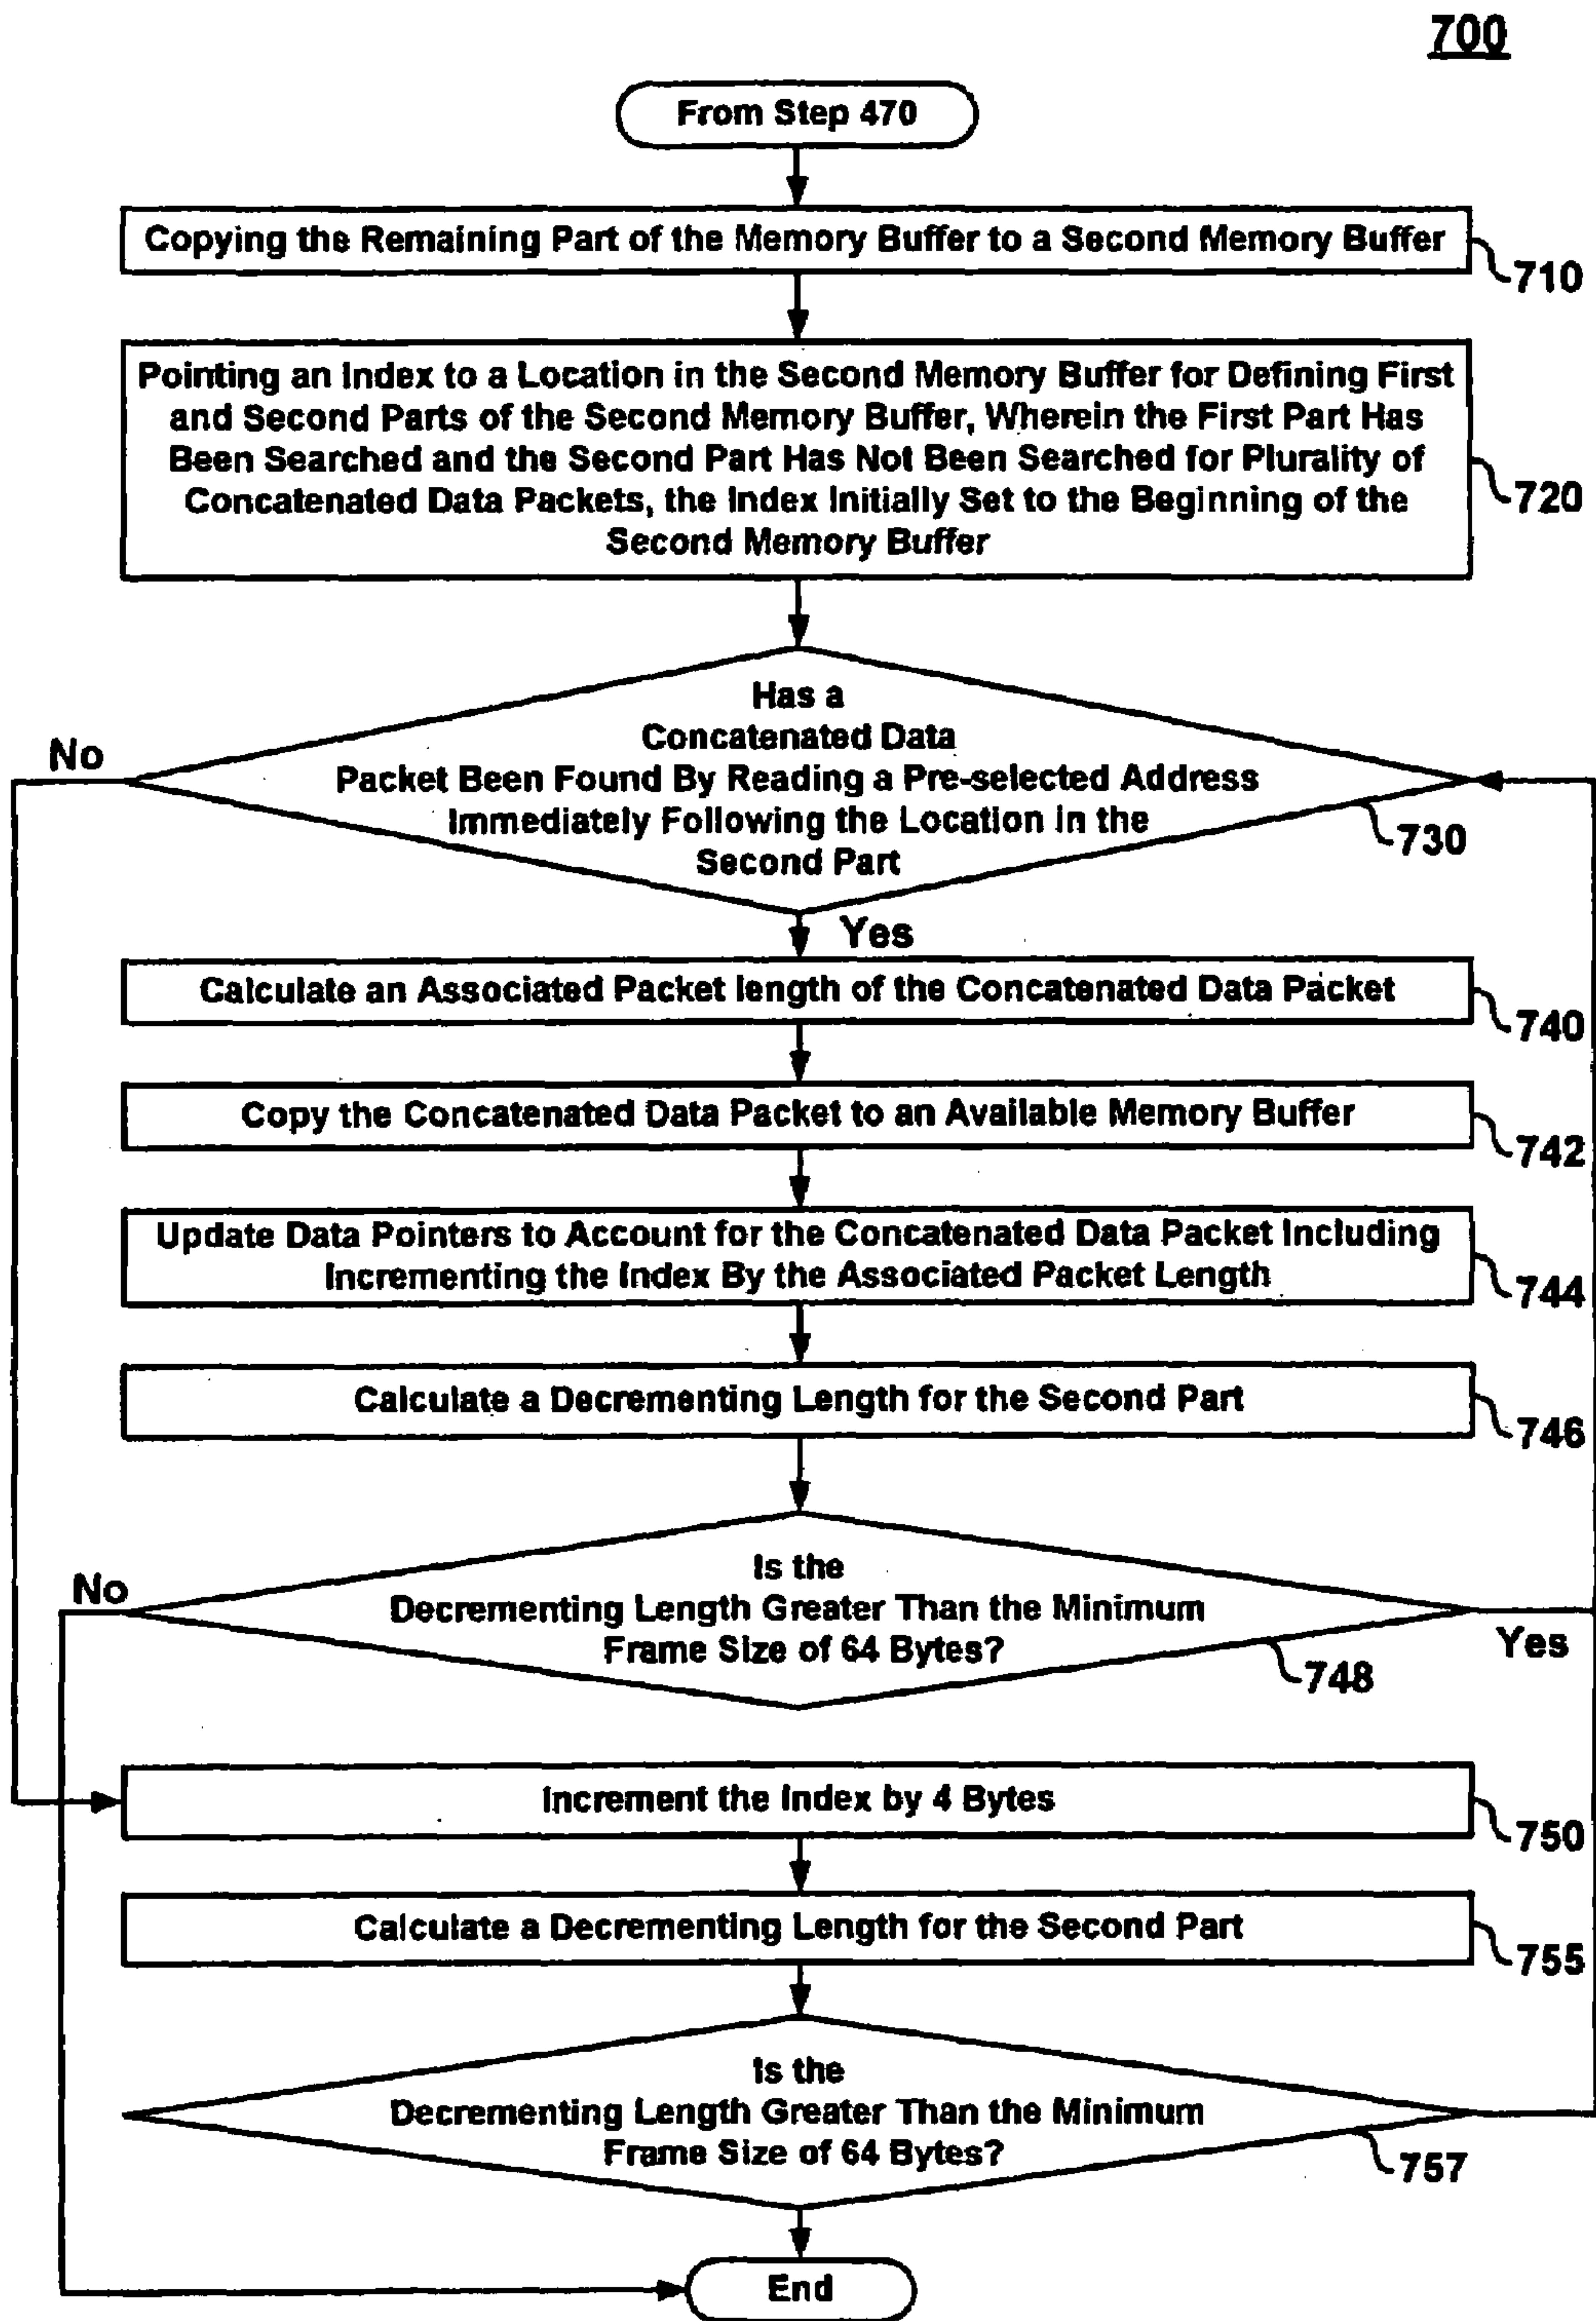 700
From Step 470
Copying the Remaining Part of the Memory Buffer to a Second Memory Buffer
710
Pointing an Index to a Location in the Second Memory Buffer for Defining First
and Second Parts of the Second Memory Buffer, Wherein the First Part Has
Been Searched and the Second Part Has Not Been Searched for Plurality of
Concatenated Data Packets, the Index Initially Set to the Beginning of the
Second Memory Buffer
720
Has a
Concatenated Data
Packet Been Found By Reading a Pre-selected Address
Immediately Following the Location in the
Second Part
No
730
Yes
Calculate an Associated Packet length of the Concatenated Data Packet
740
Copy the Concatenated Data Packet to an Available Memory Buffer
742
Update Data Pointers to Account for the Concatenated Data Packet Including
Incrementing the Index By the Associated Packet Length
744
Calculate a Decrementing Length for the Second Part
746
Is the
Decrementing Length Greater Than the Minimum
Frame Size of 64 Bytes?
No
Yes
748
Increment the Index by 4 Bytes
750
Calculate a Decrementing Length for the Second Part
755
Is the
Decrementing Length Greater Than the Minimum
Frame Size of 64 Bytes?
757
End